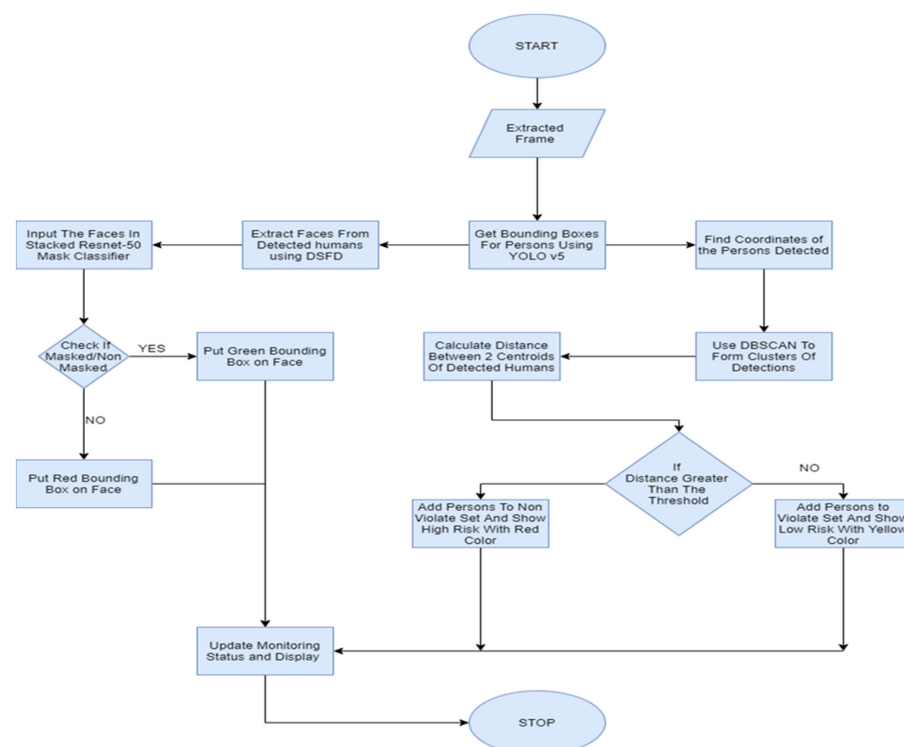 START
Extracted
Frame
Input The Faces In
Stacked Resnet-50
Mask Classifier
Extract Faces From
Detected humans
using DSFD
Get Bounding Boxes
For Persons Using
YOLO v5
Find Coordinates of
the Persons Detected
Check If
Masked/Non
Masked
YES
Put Green Bounding
Box on Face
Calculate Distance
Between 2 Centroids
Of Detected Humans
Use DBSCAN To
Form Clusters Of
Detections
NO
Put Red Bounding
Box on Face
If
Distance Greater
Than The
Threshold
NO
Add Persons To Non
Violate Set And Show
High Risk With Red
Color
Add Persons to
Violate Set And Show
Low Risk With Yellow
Color
Update Monitoring
Status and Display
STOP